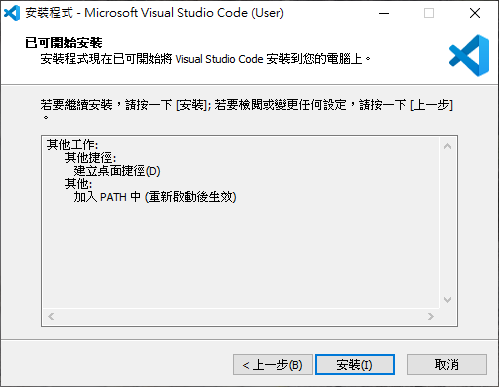 安裝程式 - Microsoft Visual Studio Code (User)
已可開始安裝
安裝程式現在已可開始將 Visual Studio Code 安裝到您的電腦上。
若要繼續安裝，請按一下 [安裝]; 若要檢閱或變更任何設定，請按一下 [上一步]
。
其他工作:
其他捷徑:
建立桌面捷徑(D)
其他:
加入 PATH 中 (重新啟動後生效)
< 上一步(B)
安裝(I)
取消